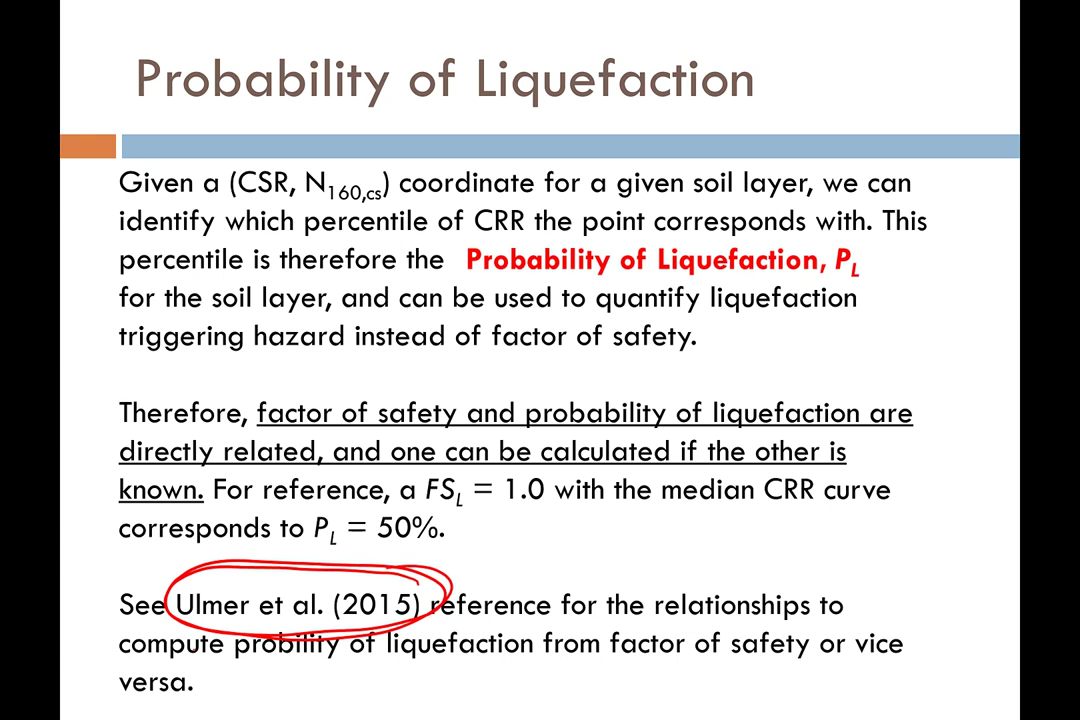 Probability of Liquefaction
Given a (CSR, N160,cs) coordinate for a given soil layer, we can
identify which percentile of CRR the point corresponds with. This
percentile is therefore the Probability of Liquefaction, PL
for the soil layer, and can be used to quantify liquefaction
triggering hazard instead of factor of safety.
Therefore, factor of safety and probability of liquefaction are
directly related, and one can be calculated if the other is
known. For reference, a FSL = 1.0 with the median CRR curve
corresponds to PL = 50%.
See Ulmer et al. (2015) reference for the relationships to
compute probility of liquefaction from factor of safety or vice
versa.